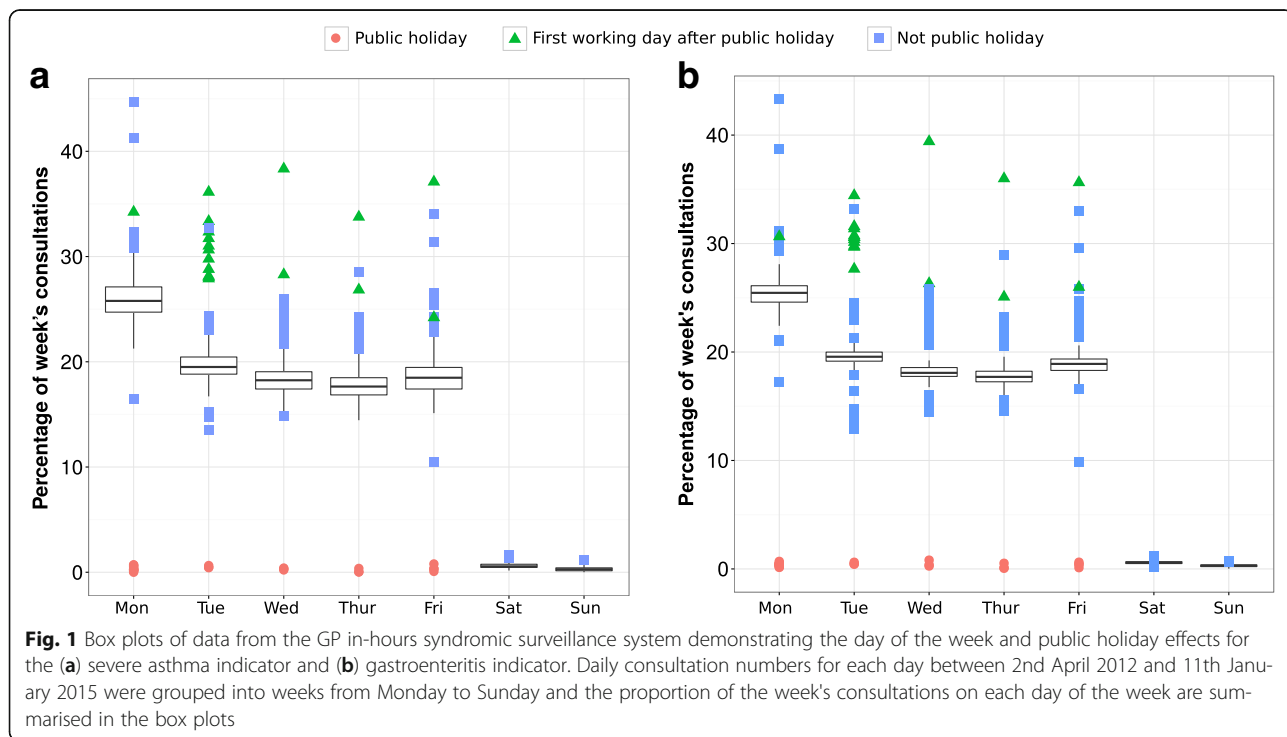 Public holiday First working day after public holiday Not public holiday
a
Percentage of week's consultations
40
30
20
10
0
Mon Tue Wed Thur Fri Sat Sun
b
Percentage of week's consultations
40
30
20
10
0
Mon Tue Wed Thur Fri Sat Sun
Fig. 1 Box plots of data from the GP in-hours syndromic surveillance system demonstrating the day of the week and public holiday effects for
the (a) severe asthma indicator and (b) gastroenteritis indicator. Daily consultation numbers for each day between 2nd April 2012 and 11th Janu-
ary 2015 were grouped into weeks from Monday to Sunday and the proportion of the week's consultations on each day of the week are sum-
marised in the box plots